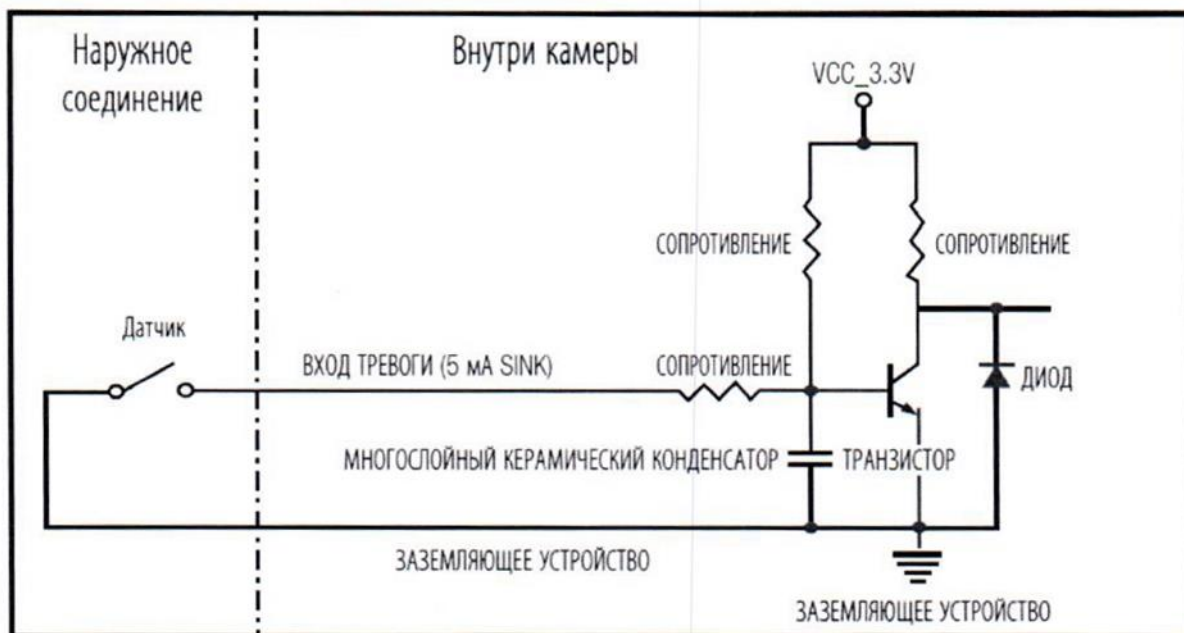 Наружное
соединение
Внутри камеры
VCC_3.3V
СОПРОТИВЛЕНИЕ
СОПРОТИВЛЕНИЕ
Датчик
ВХОД ТРЕВОГИ (5 мА SINK)
СОПРОТИВЛЕНИЕ
ДИОД
МНОГОСЛОЙНЫЙ КЕРАМИЧЕСКИЙ КОНДЕНСАТОР
ТРАНЗИСТОР
ЗАЗЕМЛЯЮЩЕЕ УСТРОЙСТВО
ЗАЗЕМЛЯЮЩЕЕ УСТРОЙСТВО